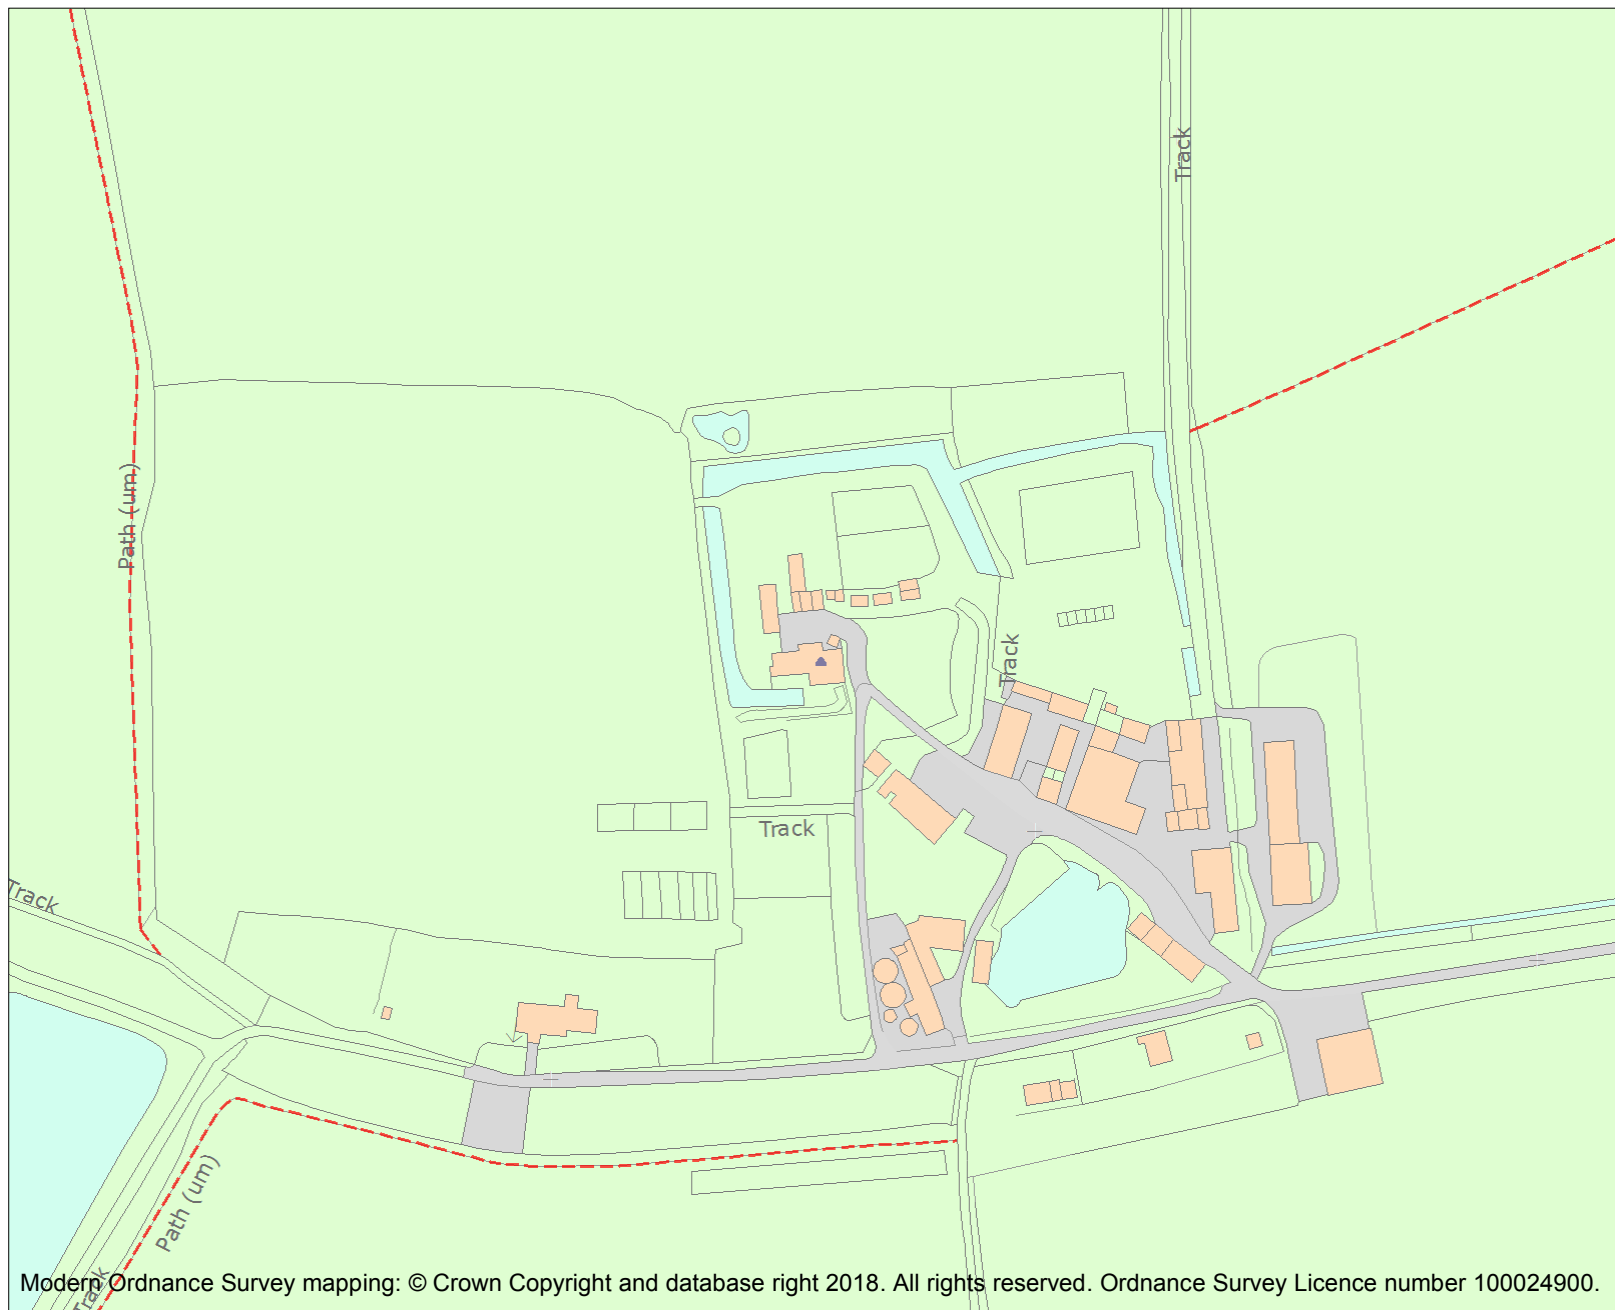 Track
Path (um)
Track
Track
Track
Path (um)
Track
Modern Ordnance Survey mapping: © Crown Copyright and database right 2018. All rights reserved. Ordnance Survey Licence number 100024900.